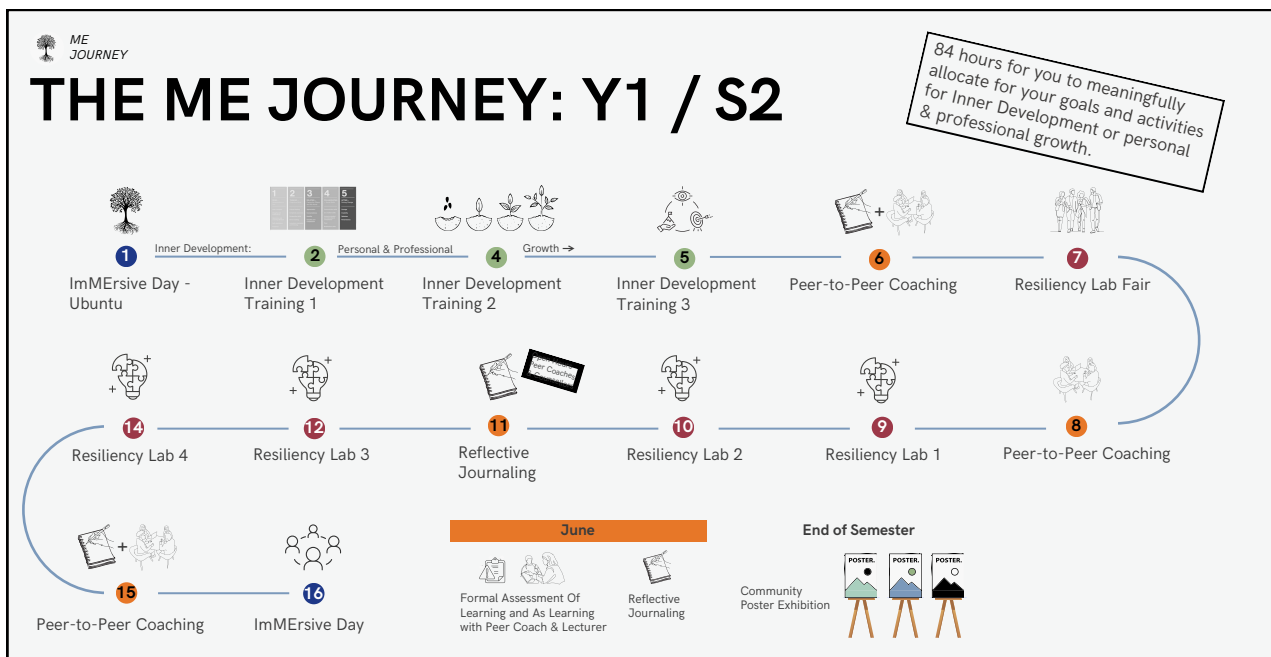 ME
JOURNEY
THE ME JOURNEY: Y1 / S2
84 hours for you to meaningfully
allocate for your goals and activities
for Inner Development or personal
& professional growth.
1 2 3 4 5
1
Inner Development:
2
Personal & Professional
4
Growth →
5
6
7
ImMErsive Day -
Ubuntu
Inner Development
Training 1
Inner Development
Training 2
Inner Development
Training 3
+
Peer-to-Peer Coaching
Resiliency Lab Fair
14
12
11
10
9
8
Resiliency Lab 4
Resiliency Lab 3
Peer Coaches
Reflective
Journaling
Resiliency Lab 2
Resiliency Lab 1
Peer-to-Peer Coaching
+
15
16
Peer-to-Peer Coaching
ImMErsive Day
June
Formal Assessment Of
Learning and As Learning
with Peer Coach & Lecturer
Reflective
Journaling
End of Semester
Community
Poster Exhibition
POSTER.
POSTER.
POSTER.